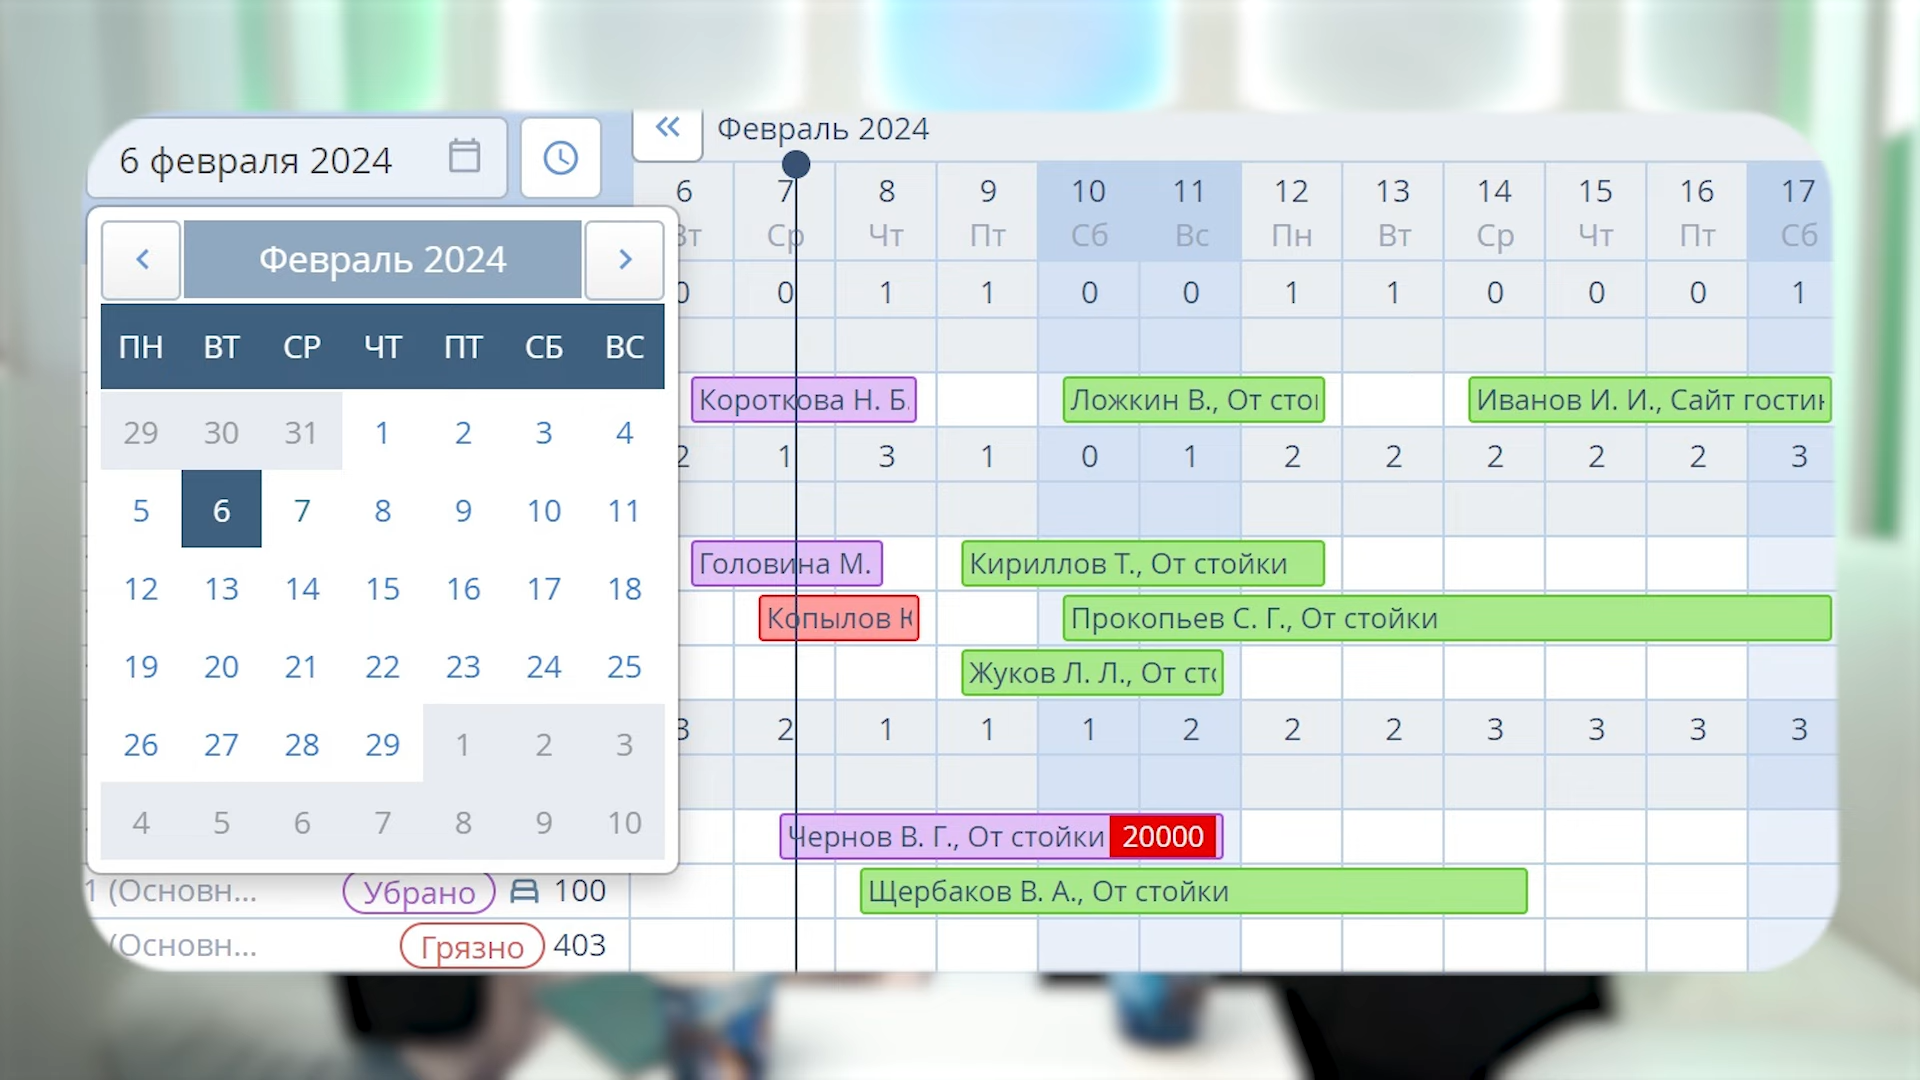 6 февраля 2024
Февраль 2024
Февраль 2024
ПН ВТ СР ЧТ ПТ СБ ВС
29 30 31 1 2 3 4
5 6 7 8 9 10 11
12 13 14 15 16 17 18
19 20 21 22 23 24 25
26 27 28 29 1 2 3
4 5 6 7 8 9 10
1 (Основн... Убрано 100
(Основн... Грязно 403
6 7 8 9 10 11 12 13 14 15 16 17
Вт Ср Чт Пт Сб Вс Пн Вт Ср Чт Пт Сб
0 0 1 1 0 0 1 1 0 0 0 1
Короткова Н. Б. Ложкин В., От Иванов И. И., Сайт
2 1 3 1 0 1 2 2 2 2 2 3
Головина М. Кириллов Т., От стойки
Копылов Прокопьев С. Г., От стойки
Жуков Л. Л., От
3 2 1 1 1 2 2 2 3 3 3 3
Чернов В. Г., От стойки 20000
Щербаков В. А., От стойки